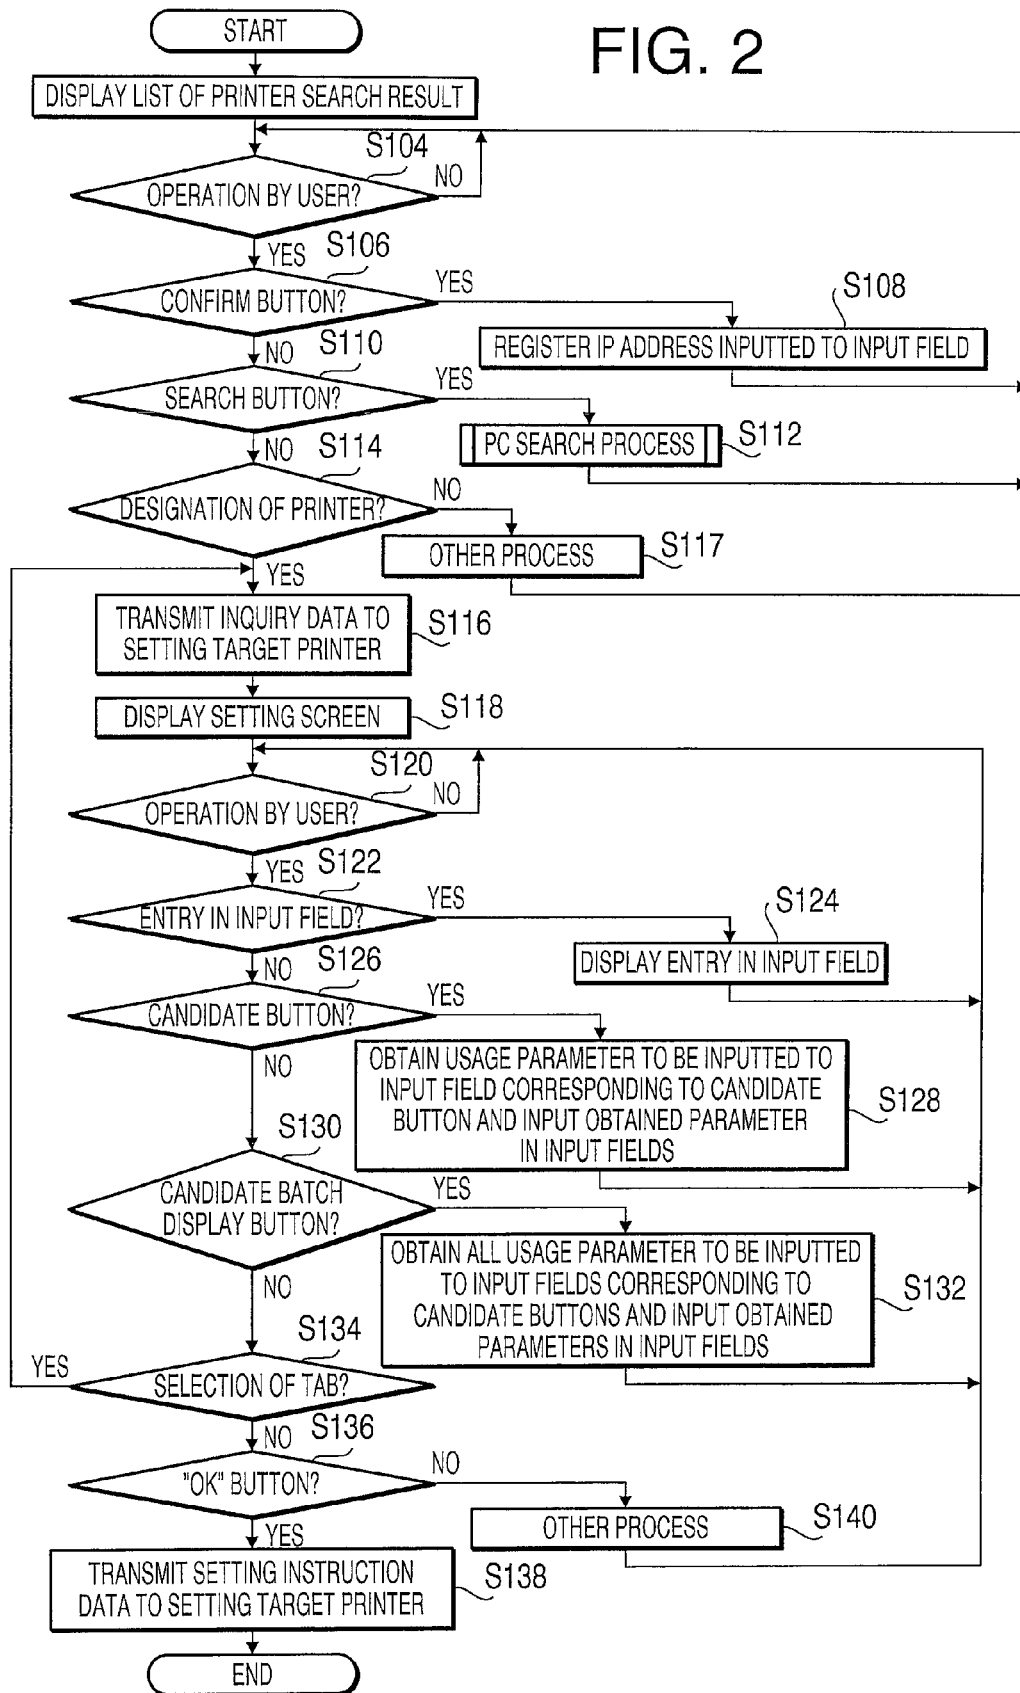 START
FIG. 2
DISPLAY LIST OF PRINTER SEARCH RESULT
S104
OPERATION BY USER?
NO
YES
S106
CONFIRM BUTTON?
YES
S108
REGISTER IP ADDRESS INPUTTED TO INPUT FIELD
NO
S110
SEARCH BUTTON?
YES
PC SEARCH PROCESS
S112
NO
S114
DESIGNATION OF PRINTER?
NO
OTHER PROCESS
S117
YES
TRANSMIT INQUIRY DATA TO
SETTING TARGET PRINTER
S116
DISPLAY SETTING SCREEN
S118
S120
OPERATION BY USER?
NO
YES
S122
ENTRY IN INPUT FIELD?
YES
S124
DISPLAY ENTRY IN INPUT FIELD
NO
S126
CANDIDATE BUTTON?
YES
OBTAIN USAGE PARAMETER TO BE INPUTTED TO
INPUT FIELD CORRESPONDING TO CANDIDATE
BUTTON AND INPUT OBTAINED PARAMETER
IN INPUT FIELDS
S128
NO
S130
CANDIDATE BATCH
DISPLAY BUTTON?
YES
OBTAIN ALL USAGE PARAMETER TO BE INPUTTED
TO INPUT FIELDS CORRESPONDING TO
CANDIDATE BUTTONS AND INPUT OBTAINED
PARAMETERS IN INPUT FIELDS
S132
NO
S134
SELECTION OF TAB?
YES
NO
S136
"OK" BUTTON?
NO
OTHER PROCESS
S140
YES
TRANSMIT SETTING INSTRUCTION
DATA TO SETTING TARGET PRINTER
S138
END